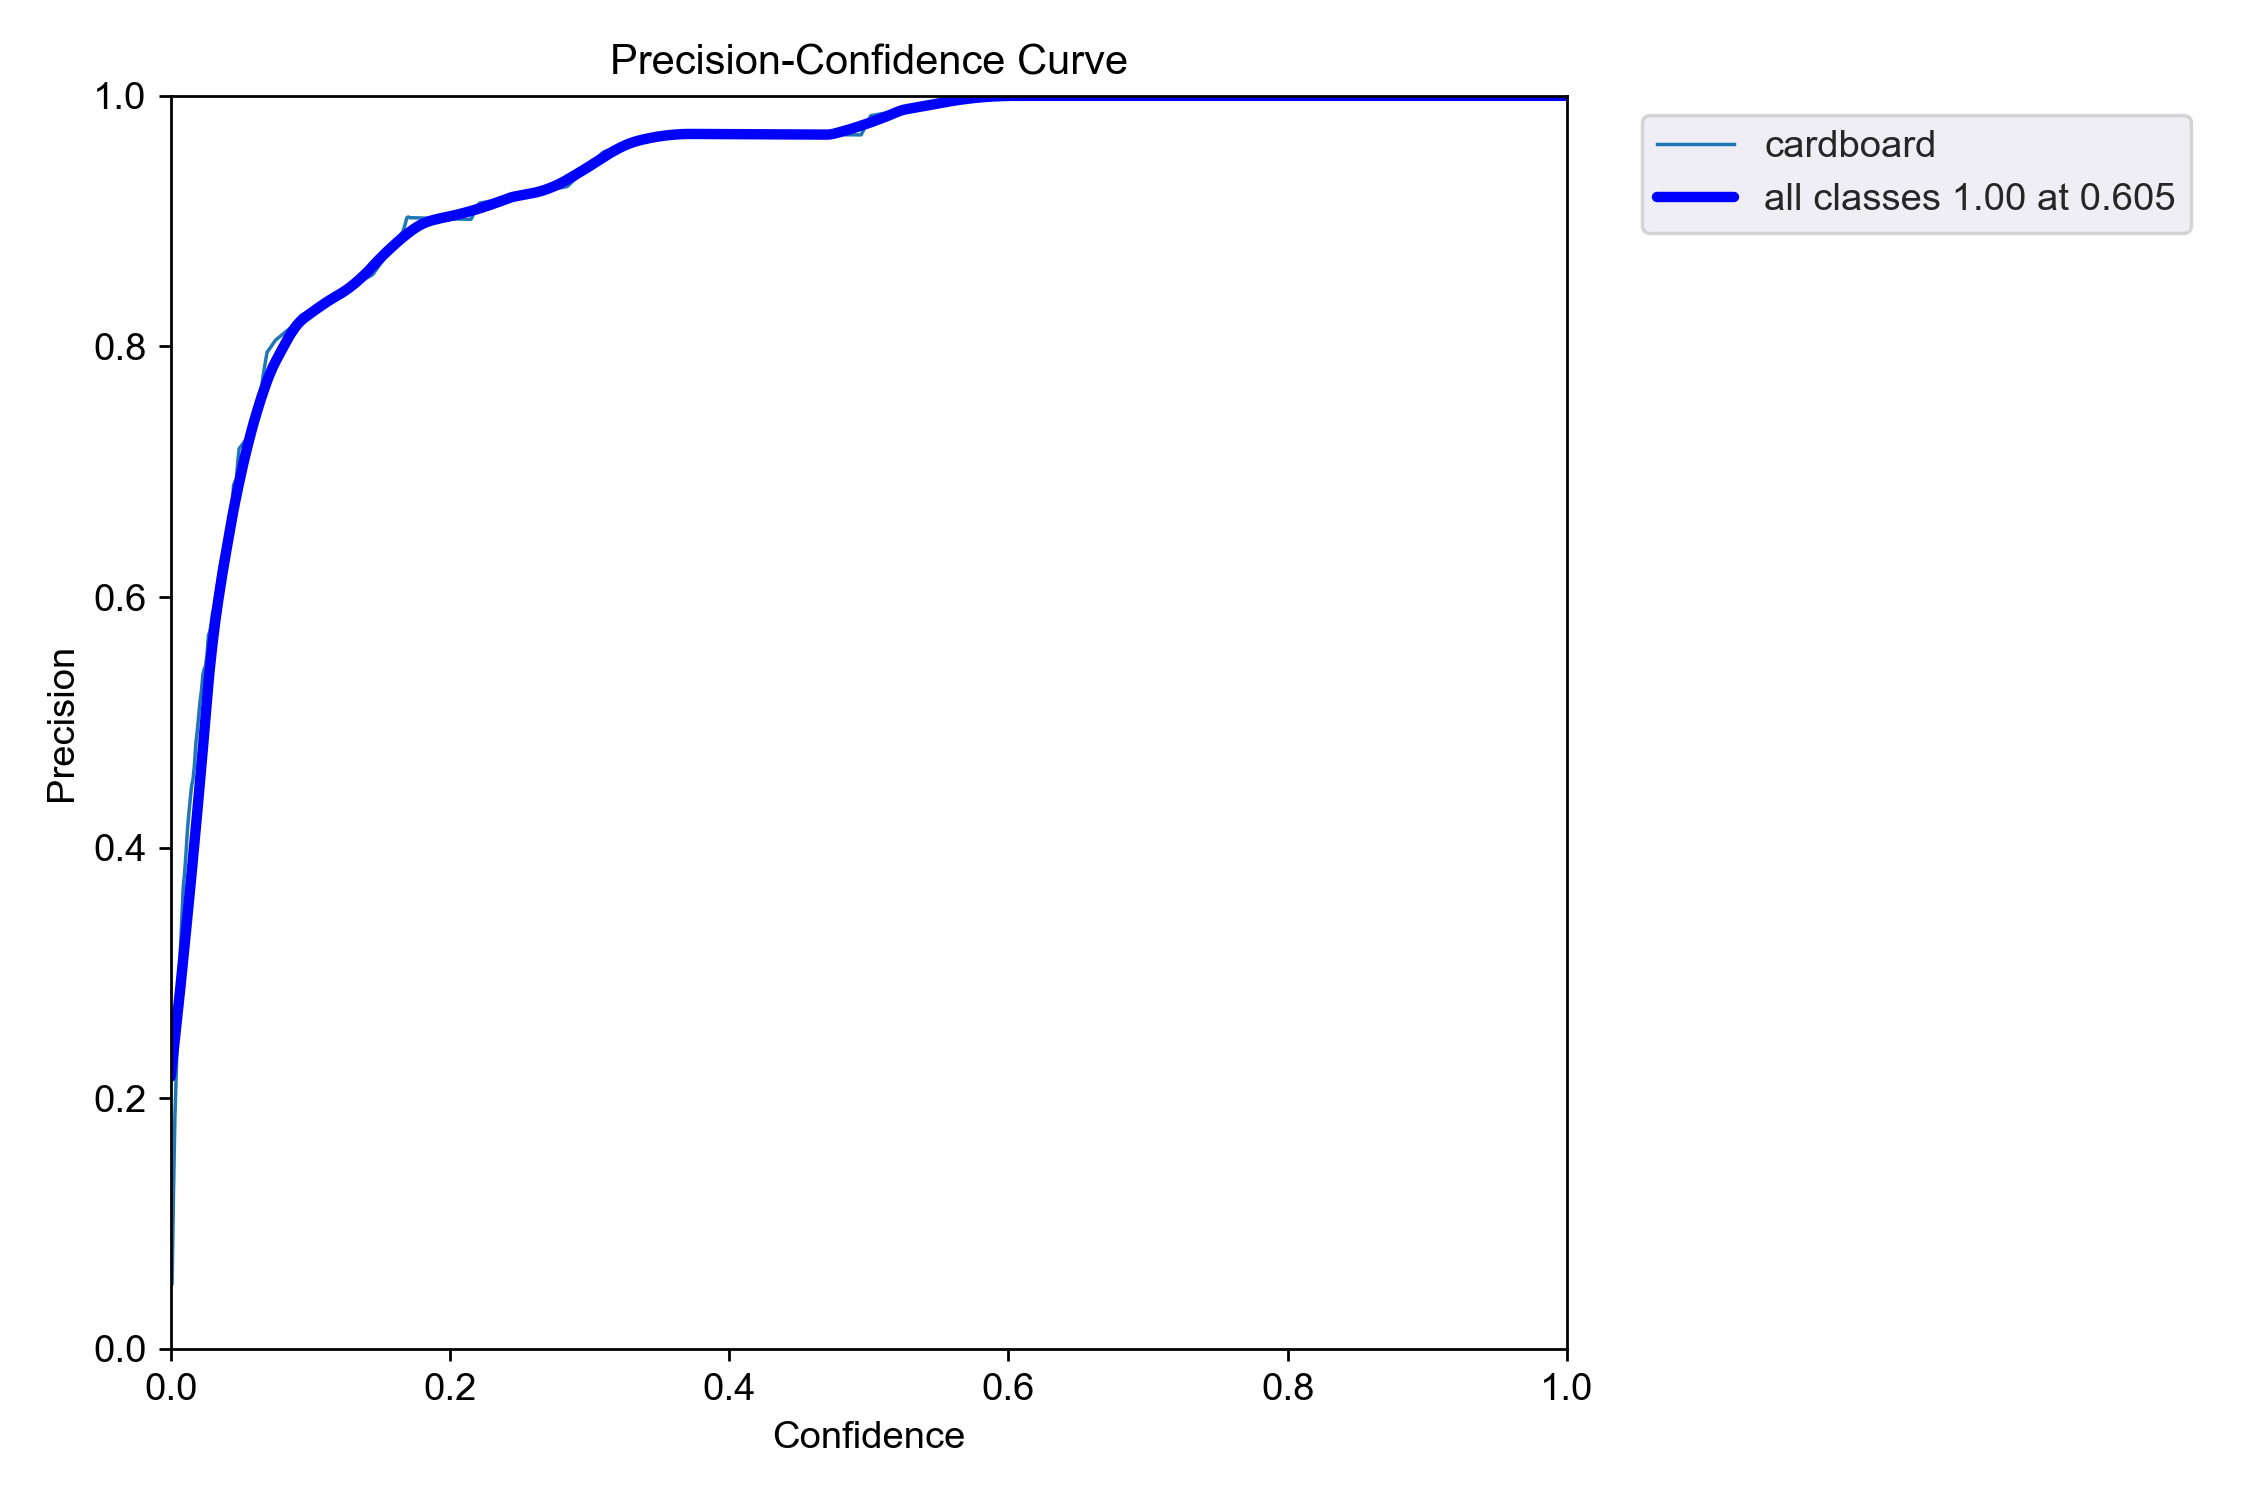 Precision-Confidence Curve
1.0
0.8
0.6
0.4
0.2
0.0
Precision
0.0 0.2 0.4 0.6 0.8 1.0
Confidence
cardboard
all classes 1.00 at 0.605